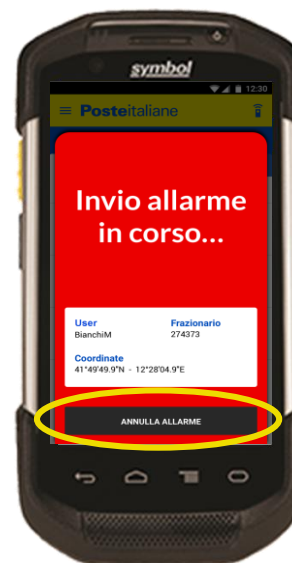 symbol
12:30
Posteitaliane
Invio allarme
in corso...
User Frazionario
BianchiM 274373
Coordinate
41°49'49.9"N - 12°28'04.9"E
ANNULLA ALLARME